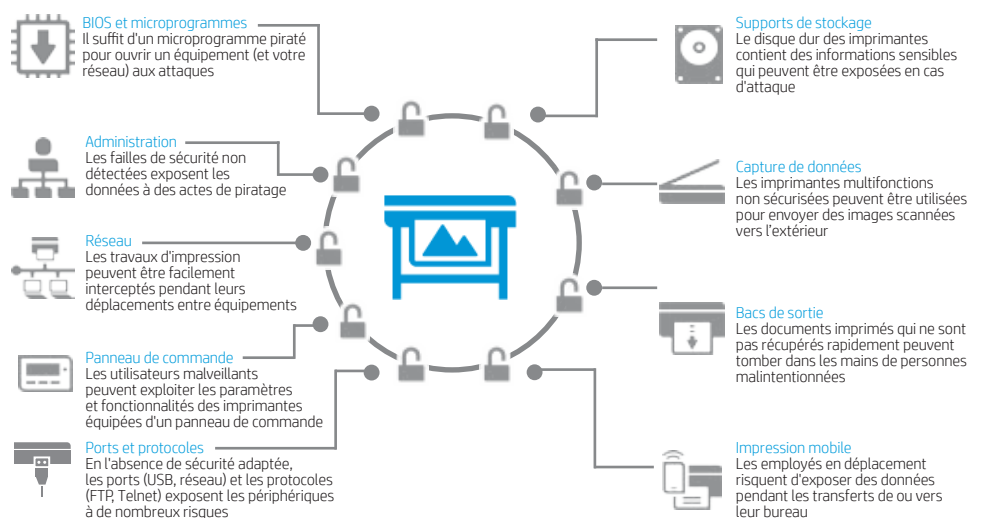 BIOS et microprogrammes
Il suffit d'un microprogramme piraté
pour ouvrir un équipement (et votre
réseau) aux attaques
Administration
Les failles de sécurité non
détectées exposent les
données à des actes de piratage
Réseau
Les travaux d'impression
peuvent être facilement
interceptés pendant leurs
déplacements entre équipements
Panneau de commande
Les utilisateurs malveillants
peuvent exploiter les paramètres
et fonctionnalités des imprimantes
équipées d'un panneau de commande
Ports et protocoles
En l'absence de sécurité adaptée,
les ports (USB, réseau) et les protocoles
(FTP, Telnet) exposent les périphériques
à de nombreux risques
Supports de stockage
Le disque dur des imprimantes
contient des informations sensibles
qui peuvent être exposées en cas
d'attaque
Capture de données
Les imprimantes multifonctions
non sécurisées peuvent être utilisées
pour envoyer des images scannées
vers l'extérieur
Bacs de sortie
Les documents imprimés qui ne sont
pas récupérés rapidement peuvent
tomber dans les mains de personnes
malintentionnées
Impression mobile
Les employés en déplacement
risquent d'exposer des données
pendant les transferts de ou vers
leur bureau